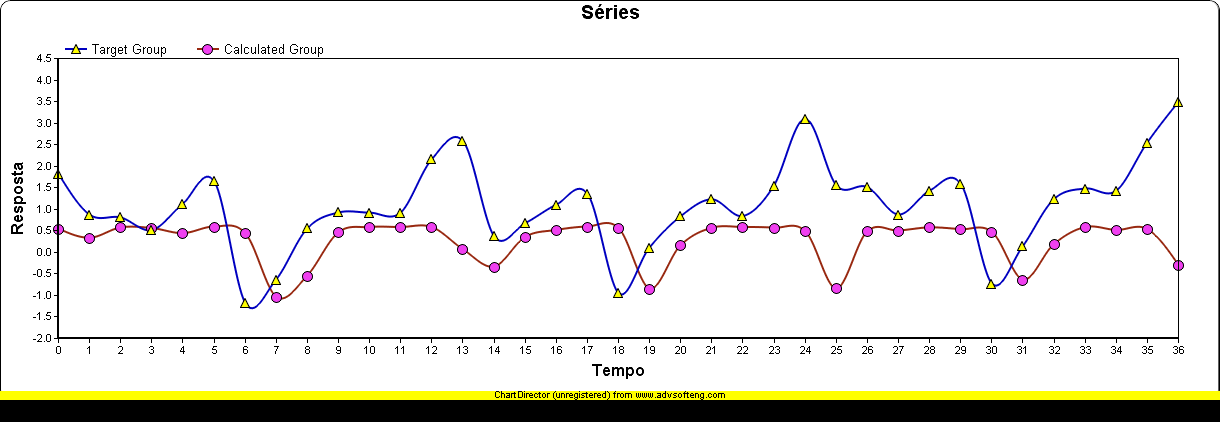 Séries
Target Group
Calculated Group
4.5
4.0
3.5
3.0
2.5
2.0
1.5
1.0
0.5
0.0
-0.5
-1.0
-1.5
-2.0
Resposta
0 1 2 3 4 5 6 7 8 9 10 11 12 13 14 15 16 17 18 19 20 21 22 23 24 25 26 27 28 29 30 31 32 33 34 35 36
Tempo
ChartDirector (unregistered) from www.advsofteng.com